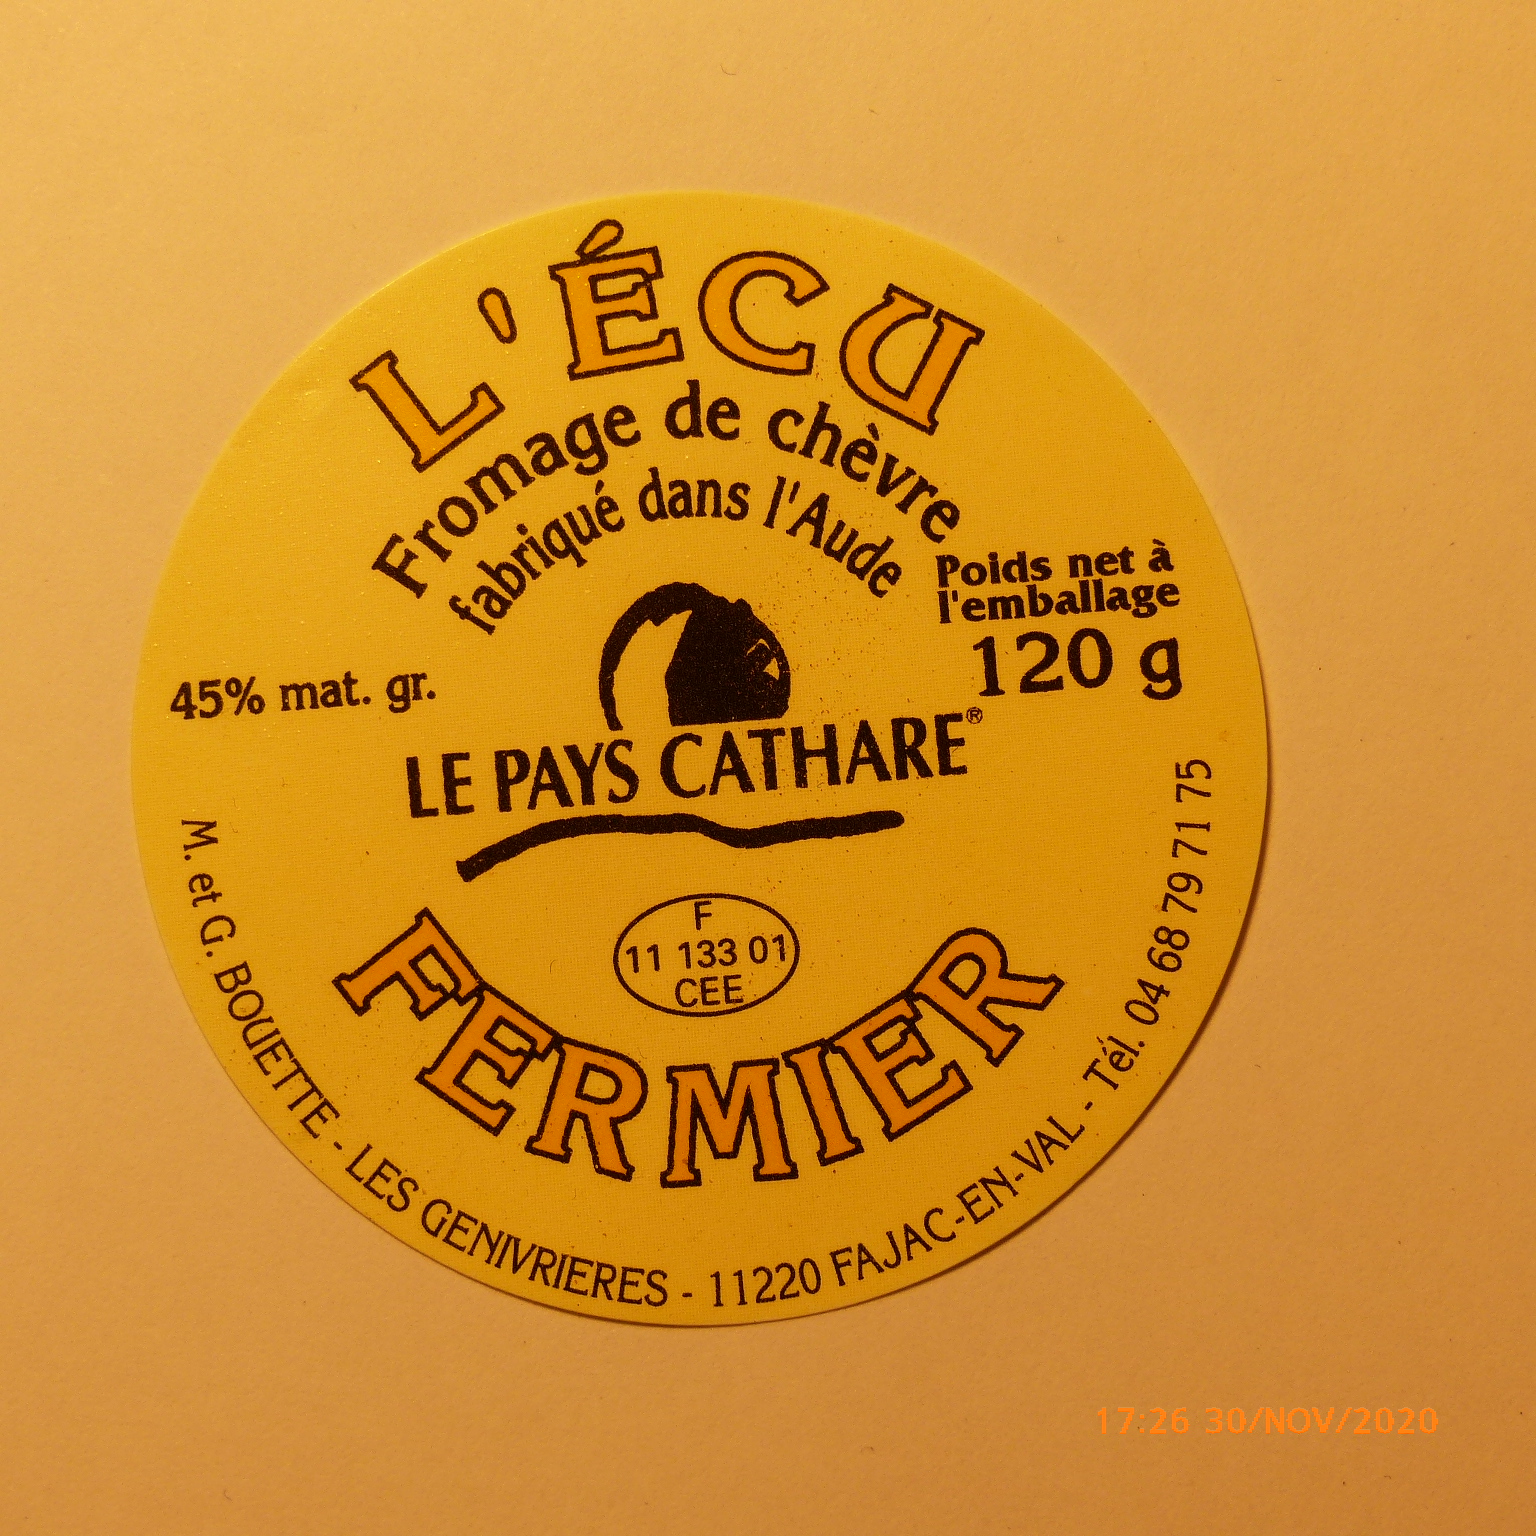 L'ÉCU
Fromage de chèvre
fabriqué dans l'Aude
Poids net à
l'emballage
120 g
45% mat. gr.
LE PAYS CATHARE®
F
11 133 01
CEE
FERMIER
M. et G. BOUETTE - LES GENIVRIERES - 11220 FAJAC-EN-VAL - Tél. 04 68 79 71 75
17:26 30/NOV/2020